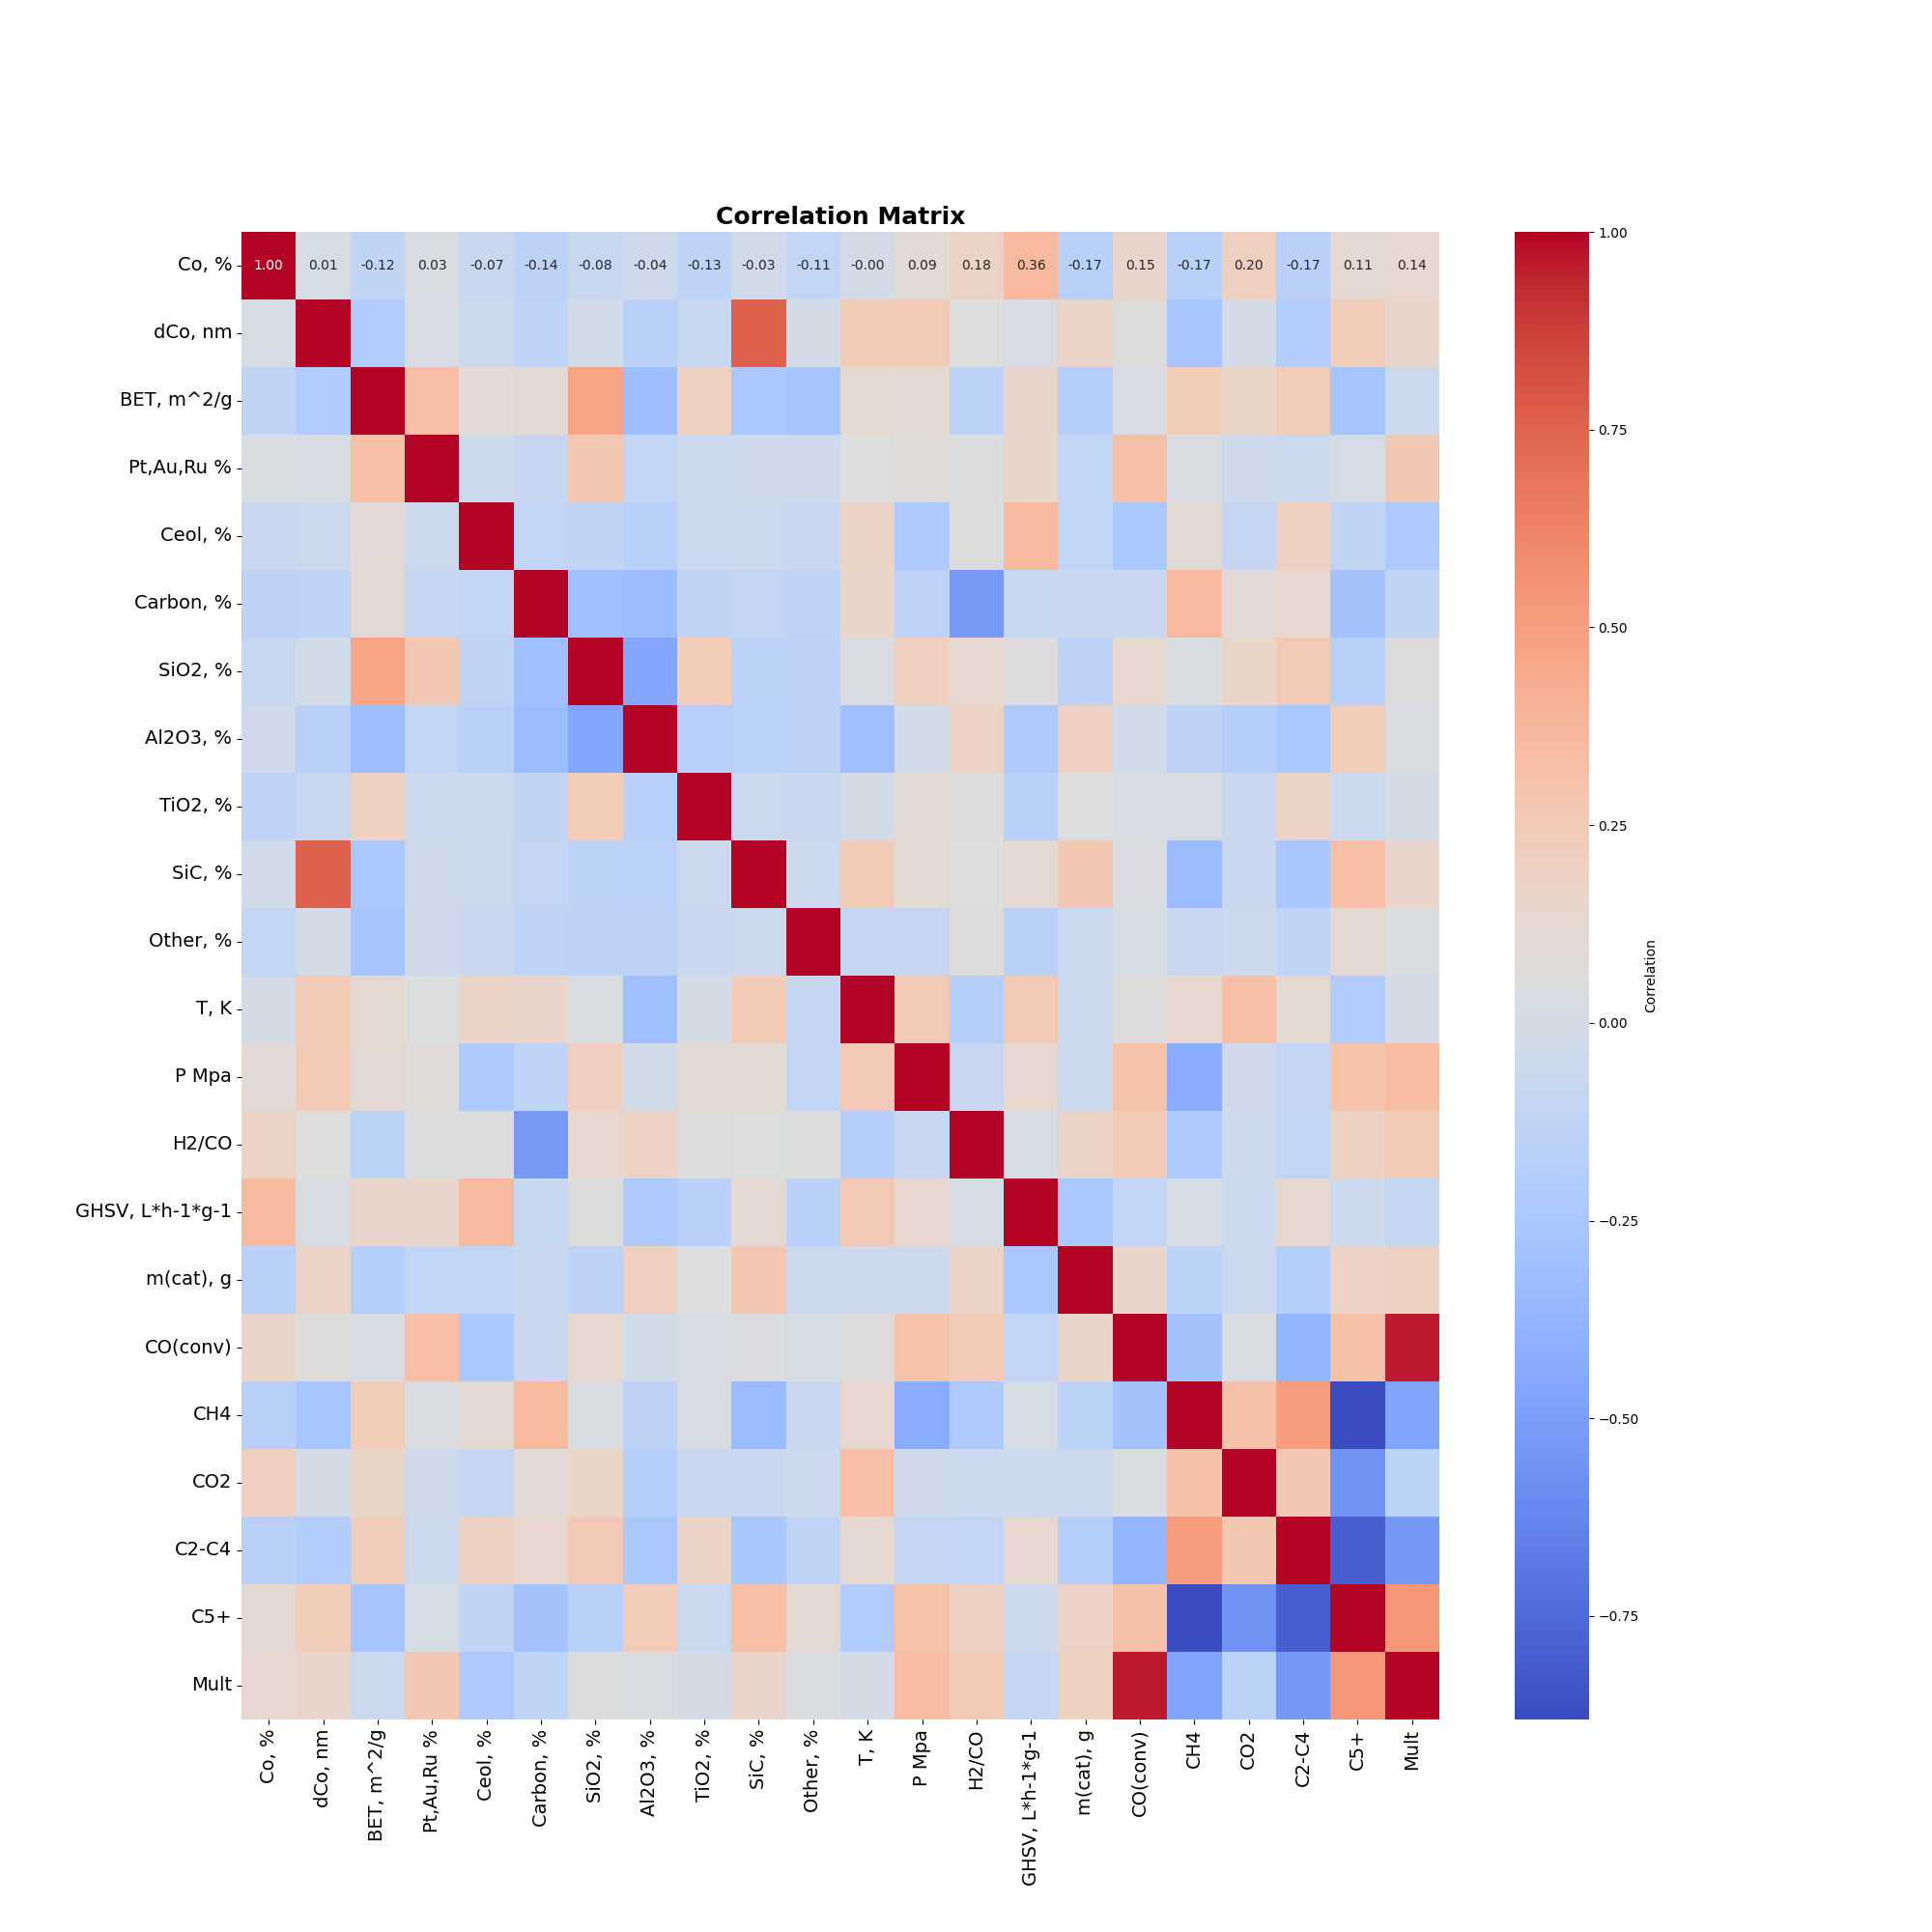 Correlation Matrix
Co, % 1.00 0.01 -0.12 0.03 -0.07 -0.14 -0.08 -0.04 -0.13 -0.03 -0.11 -0.00 0.09 0.18 0.36 -0.17 0.15 -0.17 0.20 -0.17 0.11 0.14
dCo, nm
BET, m^2/g
Pt,Au,Ru %
Ceol, %
Carbon, %
SiO2, %
Al2O3, %
TiO2, %
SiC, %
Other, %
T, K
P Mpa
H2/CO
GHSV, L*h-1*g-1
m(cat), g
CO(conv)
CH4
CO2
C2-C4
C5+
Mult
Co, %
dCo, nm
BET, m^2/g
Pt,Au,Ru %
Ceol, %
Carbon, %
SiO2, %
Al2O3, %
TiO2, %
SiC, %
Other, %
T, K
P Mpa
H2/CO
GHSV, L*h-1*g-1
m(cat), g
CO(conv)
CH4
CO2
C2-C4
C5+
Mult
1.00
0.75
0.50
0.25
0.00
−0.25
−0.50
−0.75
Correlation